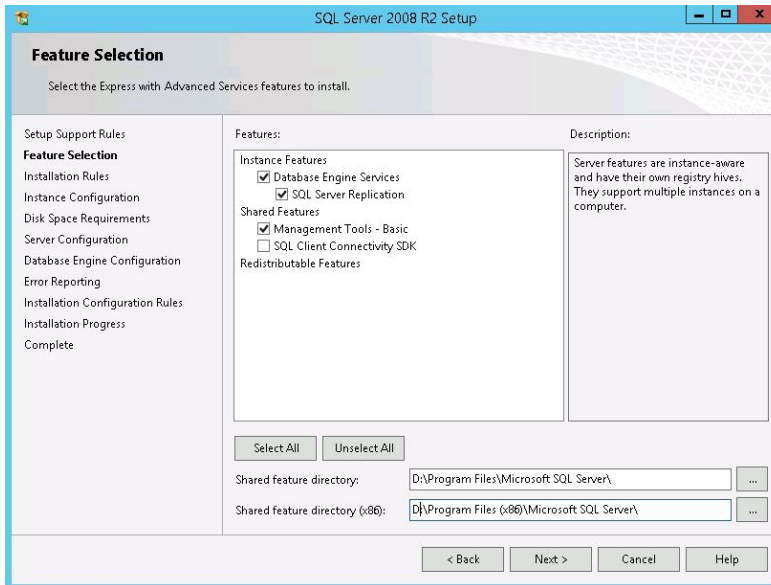 SQL Server 2008 R2 Setup
Feature Selection
Select the Express with Advanced Services features to install.
Setup Support Rules
Feature Selection
Installation Rules
Instance Configuration
Disk Space Requirements
Server Configuration
Database Engine Configuration
Error Reporting
Installation Configuration Rules
Installation Progress
Complete
Features:
Instance Features
Database Engine Services
SQL Server Replication
Shared Features
Management Tools - Basic
SQL Client Connectivity SDK
Redistributable Features
Description:
Server features are instance-aware
and have their own registry hives.
They support multiple instances on a
computer.
Select All
Unselect All
Shared feature directory:
D:\Program Files\Microsoft SQL Server\
...
Shared feature directory (x86):
D:\Program Files (x86)\Microsoft SQL Server\
...
< Back
Next >
Cancel
Help